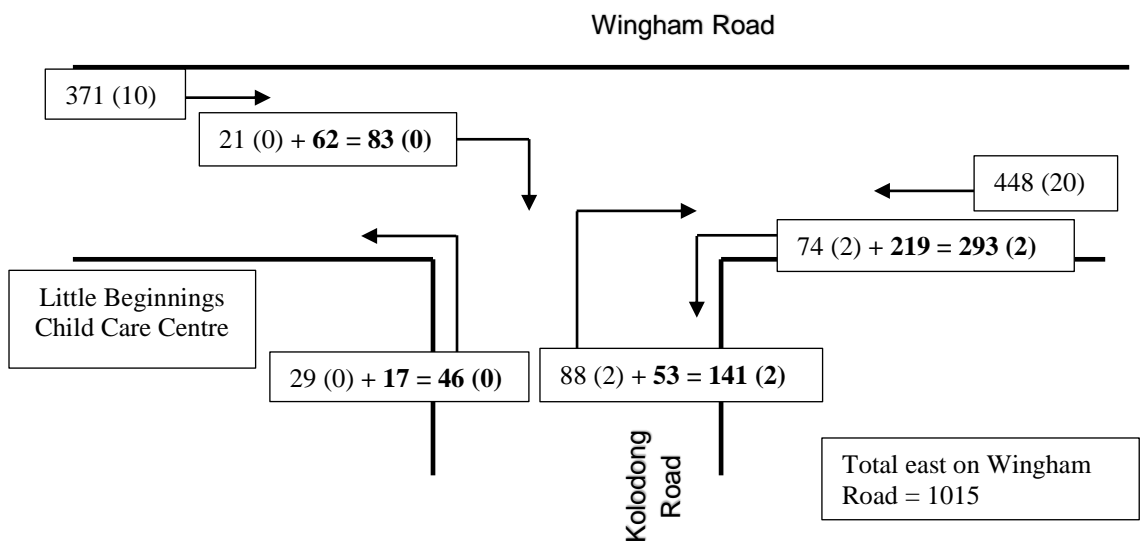 Wingham Road
371 (10)
21 (0) + 62 = 83 (0)
448 (20)
74 (2) + 219 = 293 (2)
Little Beginnings
Child Care Centre
29 (0) + 17 = 46 (0)
88 (2) + 53 = 141 (2)
Kolodong
Road
Total east on Wingham
Road = 1015